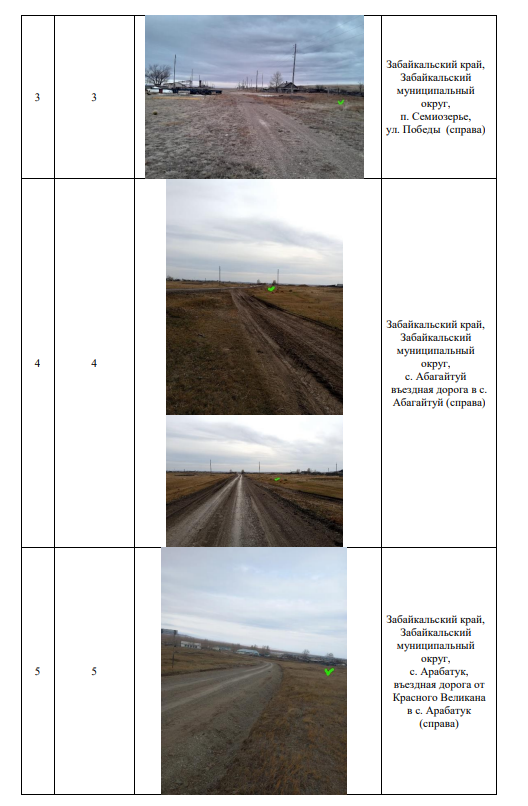 3
3
Забайкальский край,
Забайкальский
муниципальный
округ,
п. Семиозерье,
ул. Победы (справа)
4
4
Забайкальский край,
Забайкальский
муниципальный
округ,
с. Абагайтуй
въездная дорога в с.
Абагайтуй (справа)
5
5
Забайкальский край,
Забайкальский
муниципальный
округ,
с. Арабатук,
въездная дорога от
Красного Великана
в с. Арабатук
(справа)